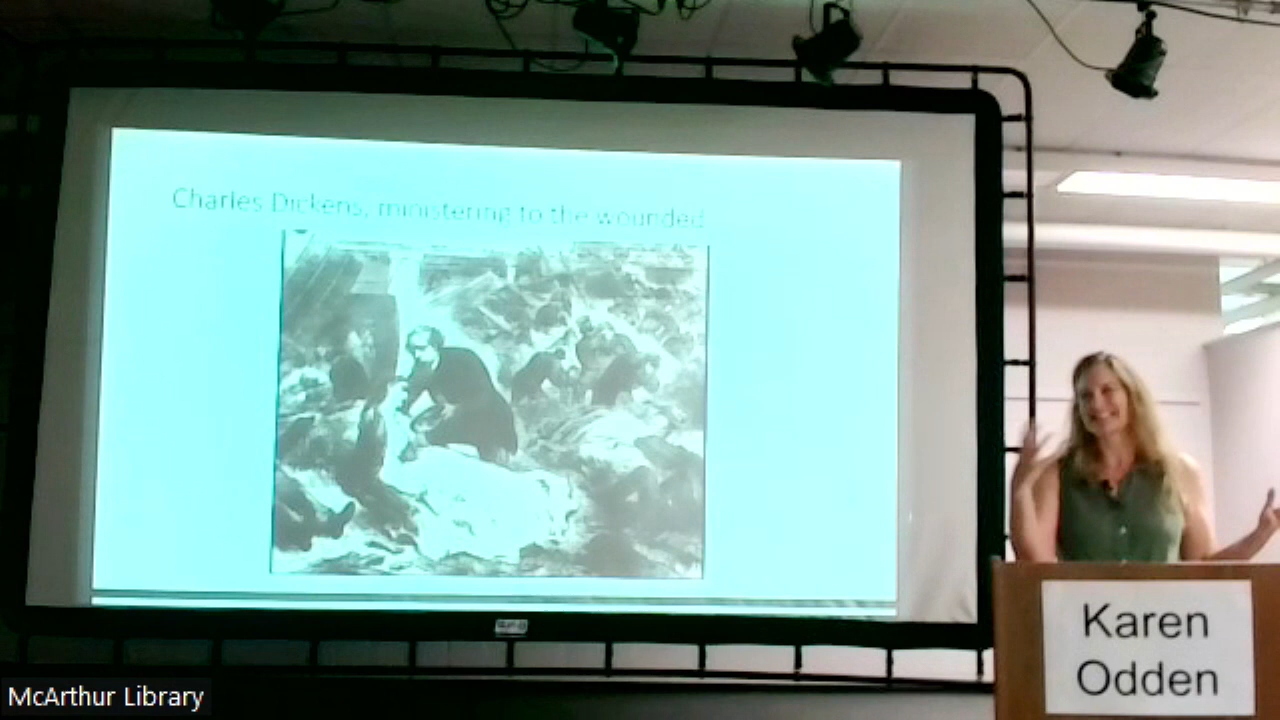 Charles Dickens, ministering to the wounded
Karen
Odden
McArthur Library